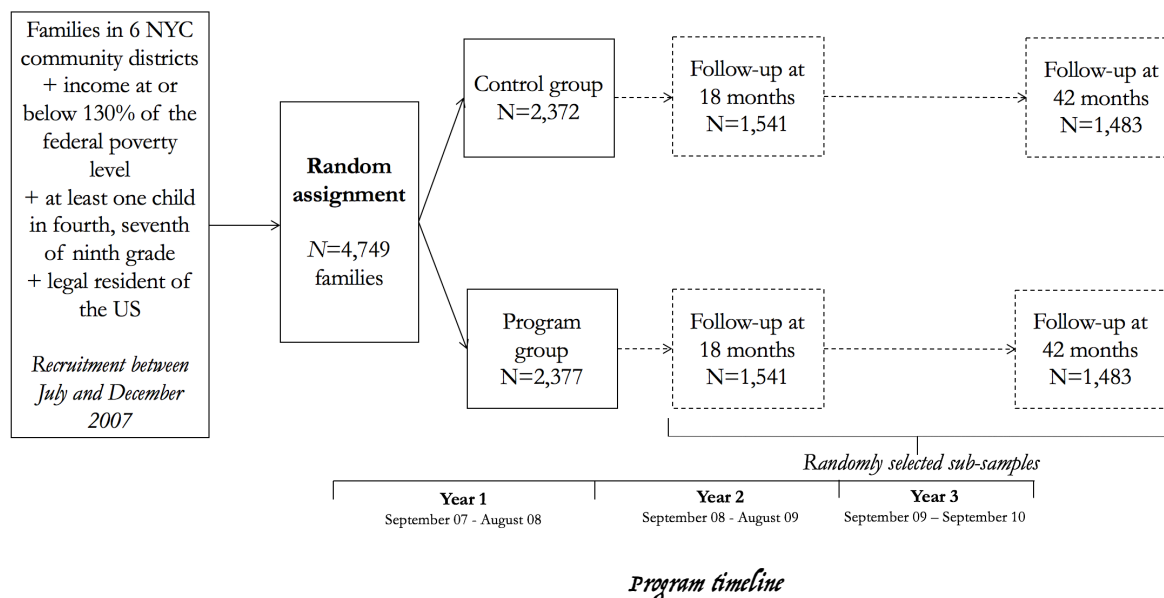 Families in 6 NYC
community districts
+ income at or
below 130% of the
federal poverty
level
+ at least one child
in fourth, seventh
of ninth grade
+ legal resident of
the US
Recruitment between
July and December
2007
Random
assignment
N=4,749
families
Control group
N=2,372
Follow-up at
18 months
N=1,541
Follow-up at
42 months
N=1,483
Program
group
N=2,377
Follow-up at
18 months
N=1,541
Follow-up at
42 months
N=1,483
Randomly selected sub-samples
Year 1
September 07 - August 08
Year 2
September 08 - August 09
Year 3
September 09 – September 10
Program timeline